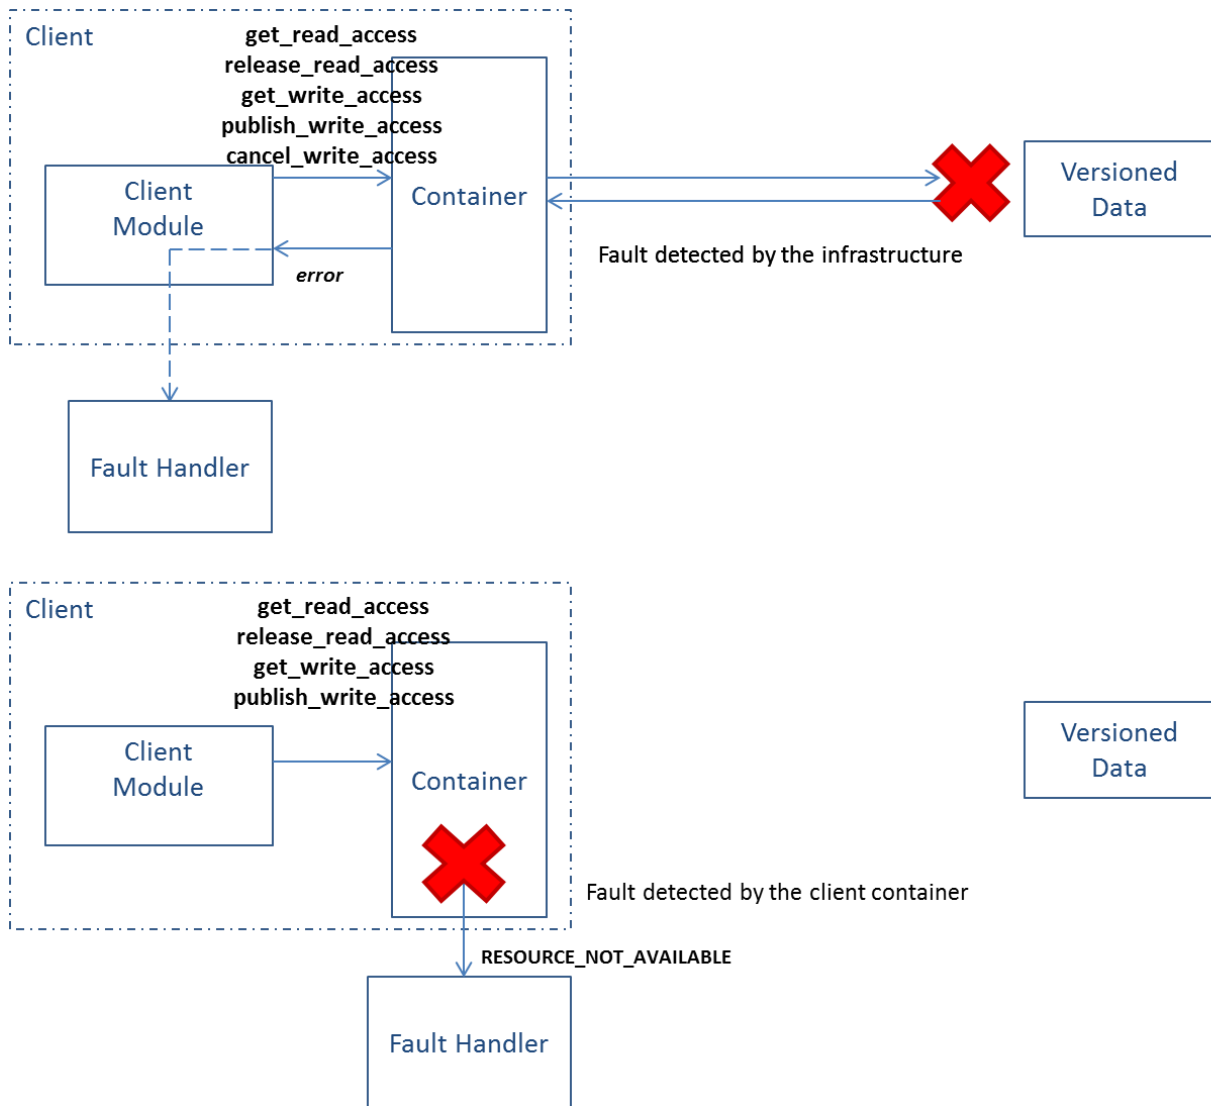 Client
get_read_access
release_read_access
get_write_access
publish_write_access
cancel_write_access
Client
Module
Container
Versioned
Data
error
Fault detected by the infrastructure
Fault Handler
Client
get_read_access
release_read_access
get_write_access
publish_write_access
Client
Module
Container
Versioned
Data
Fault detected by the client container
RESOURCE_NOT_AVAILABLE
Fault Handler